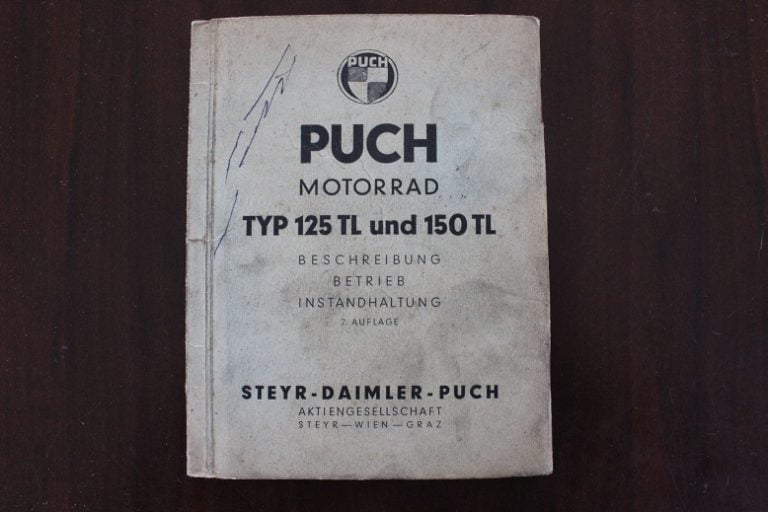 PUCH
PUCH
MOTORRAD
TYP 125 TL und 150 TL
BESCHREIBUNG
BETRIEB
INSTANDHALTUNG
2. AUFLAGE
STEYR-DAIMLER-PUCH
AKTIENGESELLSCHAFT
STEYR—WIEN—GRAZ